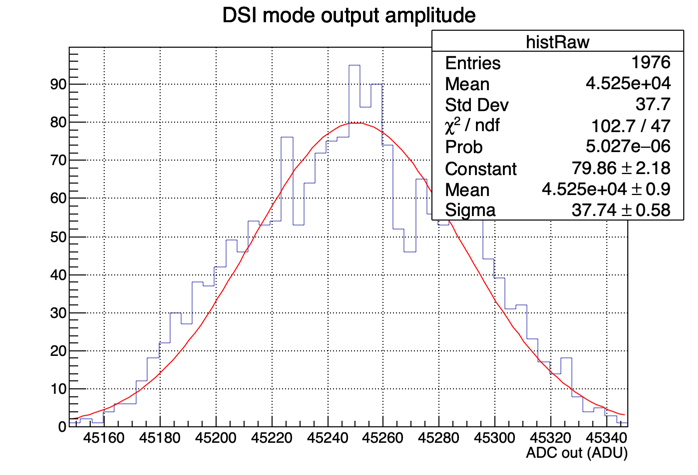 DSI mode output amplitude
histRaw
Entries 1976
Mean 4.525e+04
Std Dev 37.7
χ² / ndf 102.7 / 47
Prob 5.027e−06
Constant 79.86 ± 2.18
Mean 4.525e+04 ± 0.9
Sigma 37.74 ± 0.58
90
80
70
60
50
40
30
20
10
0
45160 45180 45200 45220 45240 45260 45280 45300 45320 45340
ADC out (ADU)